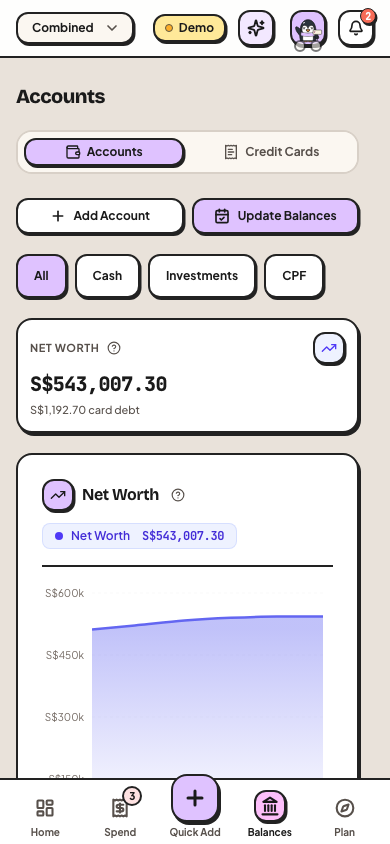 Combined
Demo
2
Accounts
Accounts
Credit Cards
Add Account
Update Balances
All
Cash
Investments
CPF
NET WORTH
S$543,007.30
S$1,192.70 card debt
Net Worth
Net Worth S$543,007.30
S$600k
S$450k
S$300k
S$150k
3
Home
Spend
Quick Add
Balances
Plan